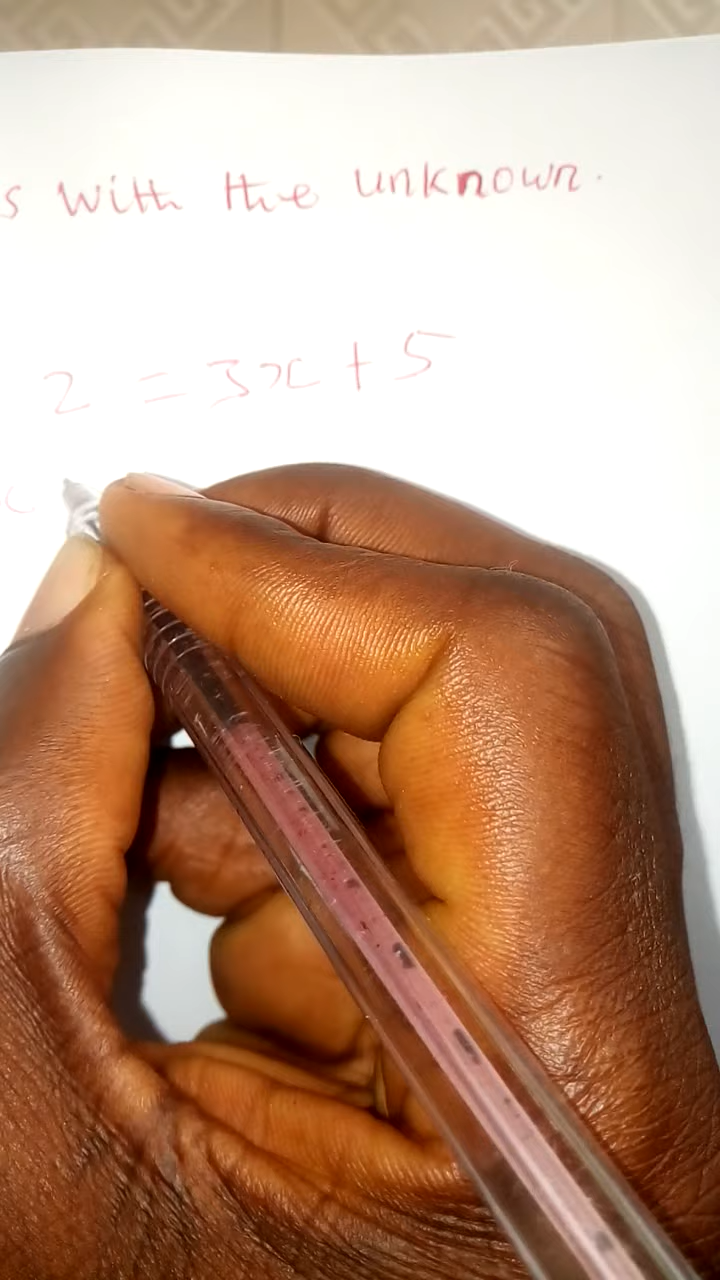 s with the unknown.
2 = 3x + 5